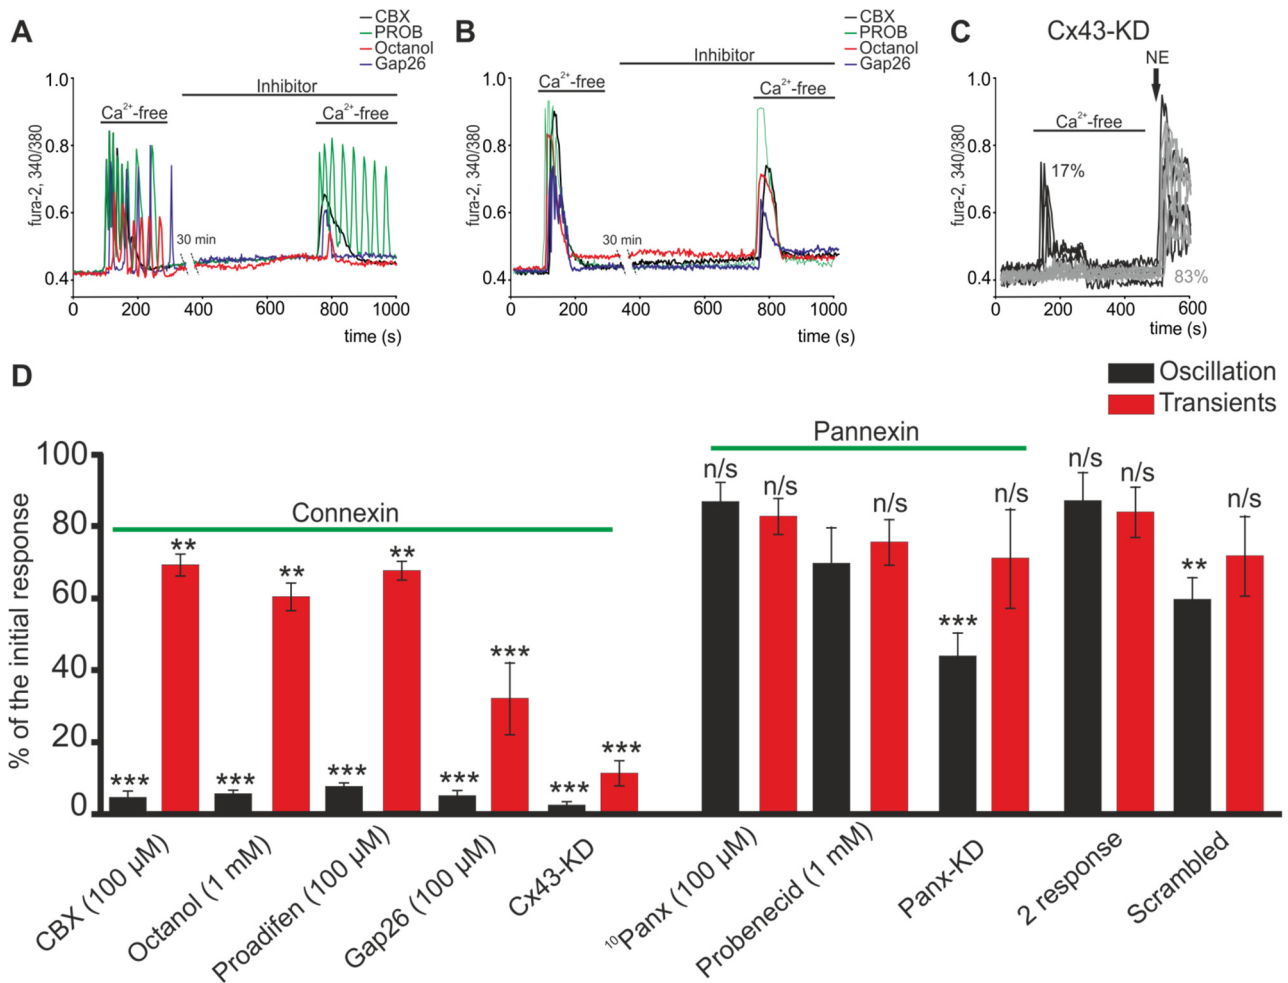 A
CBX
PROB
Octanol
Gap26
Inhibitor
Ca²⁺-free
Ca²⁺-free
1.0
0.8
0.6
0.4
fura-2, 340/380
30 min
0 200 400 600 800 1000
time (s)
B
CBX
PROB
Octanol
Gap26
Inhibitor
Ca²⁺-free
Ca²⁺-free
1.0
0.8
0.6
0.4
fura-2, 340/380
30 min
0 200 400 600 800 1000
time (s)
C
Cx43-KD
NE
Ca²⁺-free
1.0
0.8
0.6
0.4
fura-2, 340/380
17%
83%
0 200 400 600
time (s)
D
Oscillation
Transients
% of the initial response
100
80
60
40
20
0
Connexin
Pannexin
*** ** *** ** *** ** *** *** *** ***
n/s n/s n/s *** n/s n/s n/s ** n/s
CBX (100 µM)
Octanol (1 mM)
Proadifen (100 µM)
Gap26 (100 µM)
Cx43-KD
¹⁰Panx (100 µM)
Probenecid (1 mM)
Panx-KD
2 response
Scrambled